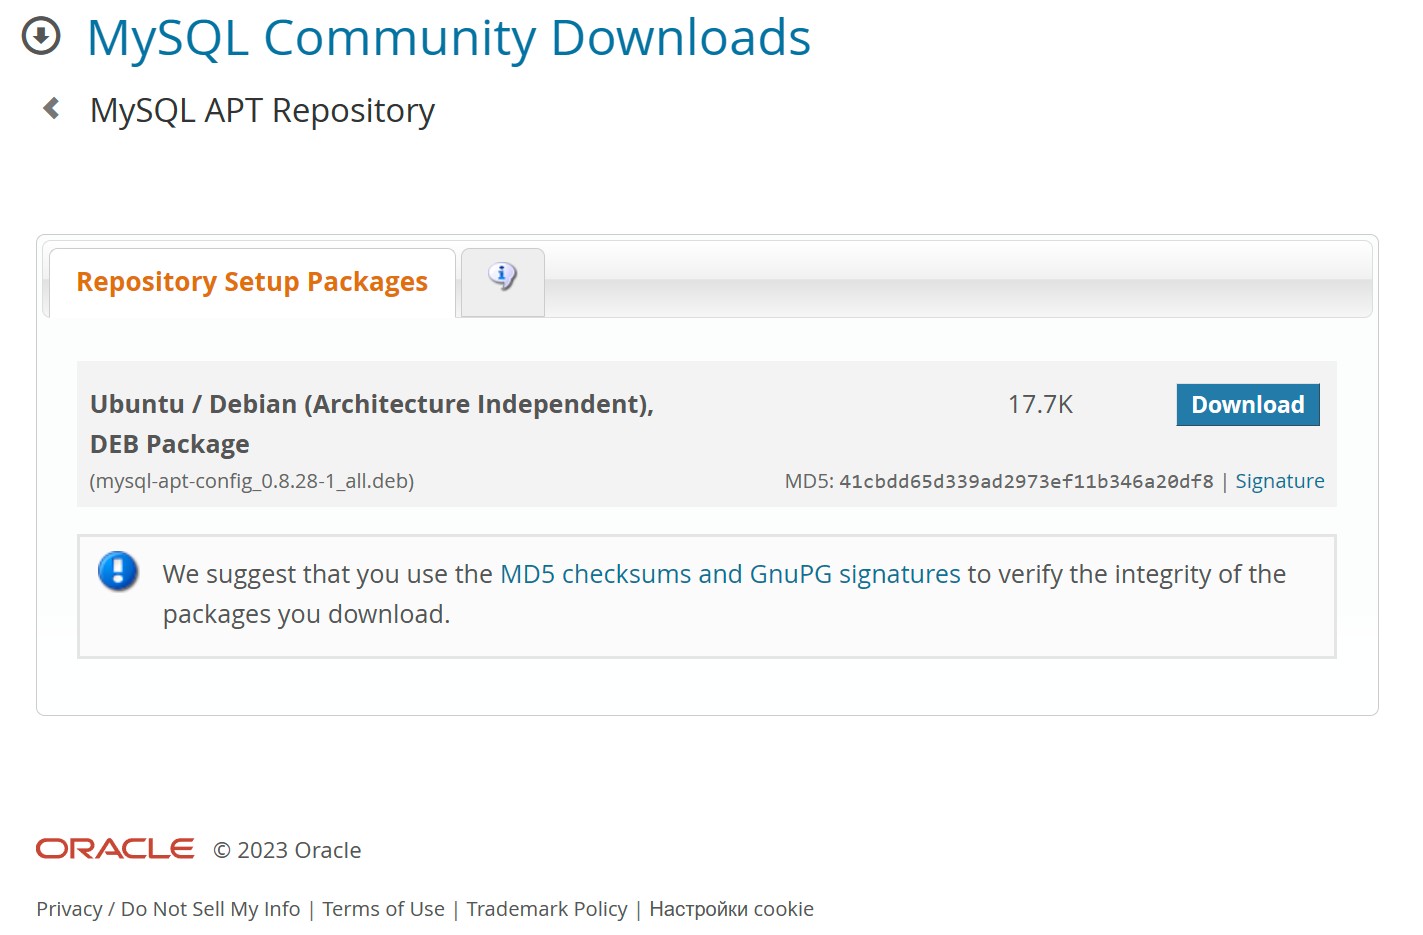 MySQL Community Downloads
MySQL APT Repository
Repository Setup Packages
Ubuntu / Debian (Architecture Independent),
DEB Package
17.7K
Download
(mysql-apt-config_0.8.28-1_all.deb)
MD5: 41cbdd65d339ad2973ef11b346a20df8 | Signature
We suggest that you use the MD5 checksums and GnuPG signatures to verify the integrity of the
packages you download.
ORACLE © 2023 Oracle
Privacy / Do Not Sell My Info | Terms of Use | Trademark Policy | Настройки cookie